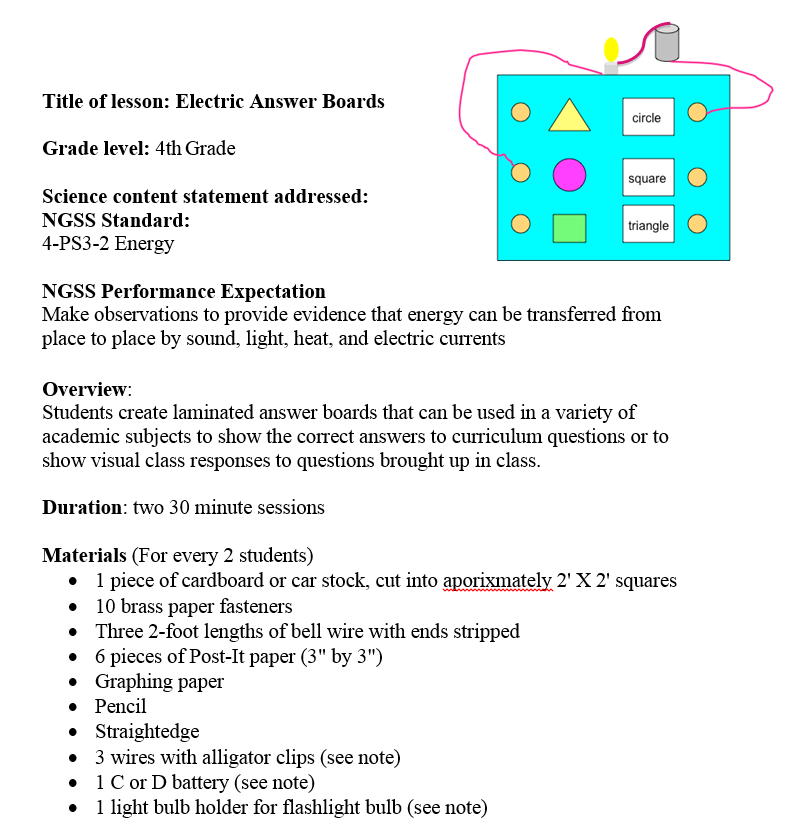 Title of lesson: Electric Answer Boards
Grade level: 4th Grade
Science content statement addressed:
NGSS Standard:
4-PS3-2 Energy
circle
square
triangle
NGSS Performance Expectation
Make observations to provide evidence that energy can be transferred from
place to place by sound, light, heat, and electric currents
Overview:
Students create laminated answer boards that can be used in a variety of
academic subjects to show the correct answers to curriculum questions or to
show visual class responses to questions brought up in class.
Duration: two 30 minute sessions
Materials (For every 2 students)
• 1 piece of cardboard or car stock, cut into aporixmately 2' X 2' squares
• 10 brass paper fasteners
• Three 2-foot lengths of bell wire with ends stripped
• 6 pieces of Post-It paper (3" by 3")
• Graphing paper
• Pencil
• Straightedge
• 3 wires with alligator clips (see note)
• 1 C or D battery (see note)
• 1 light bulb holder for flashlight bulb (see note)